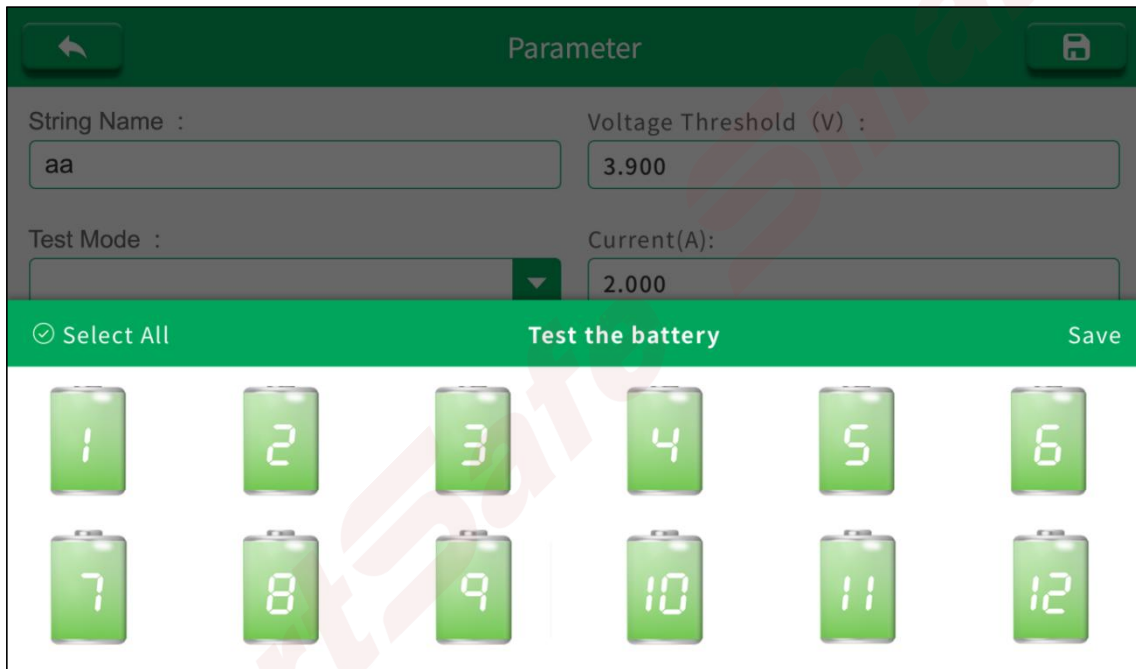 Parameter
String Name :
Voltage Threshold（V）:
aa
3.900
Test Mode :
Current(A):
2.000
Select All
Test the battery
Save
1 2 3 4 5 6
7 8 9 10 11 12